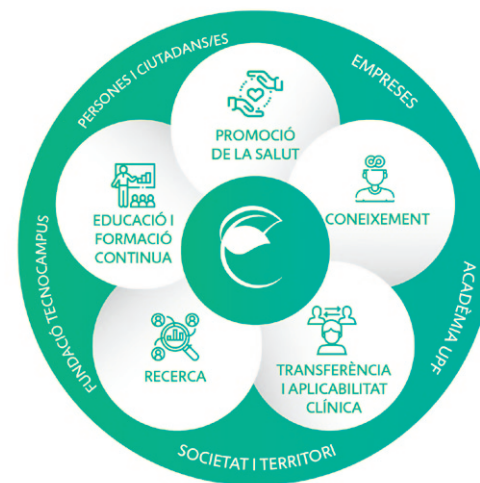 PERSONES I CIUTADANS/ES
EMPRESES
PROMOCIÓ
DE LA SALUT
EDUCACIÓ I
FORMACIÓ
CONTINUA
CONEIXEMENT
FUNDACIÓ TECNOCAMPUS
ACADÈMIA UPF
RECERCA
TRANSFERÈNCIA
I APLICABILITAT
CLÍNICA
SOCIETAT I TERRITORI